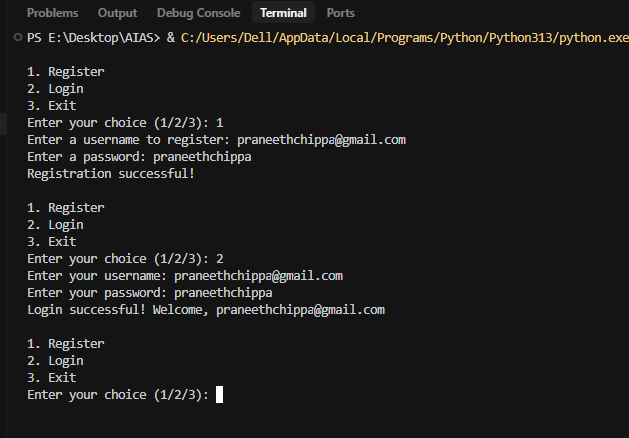 Problems Output Debug Console Terminal Ports
PS E:\Desktop\AIAS> & C:/Users/Dell/AppData/Local/Programs/Python/Python313/python.exe
1. Register
2. Login
3. Exit
Enter your choice (1/2/3): 1
Enter a username to register: praneethchippa@gmail.com
Enter a password: praneethchippa
Registration successful!
1. Register
2. Login
3. Exit
Enter your choice (1/2/3): 2
Enter your username: praneethchippa@gmail.com
Enter your password: praneethchippa
Login successful! Welcome, praneethchippa@gmail.com
1. Register
2. Login
3. Exit
Enter your choice (1/2/3):